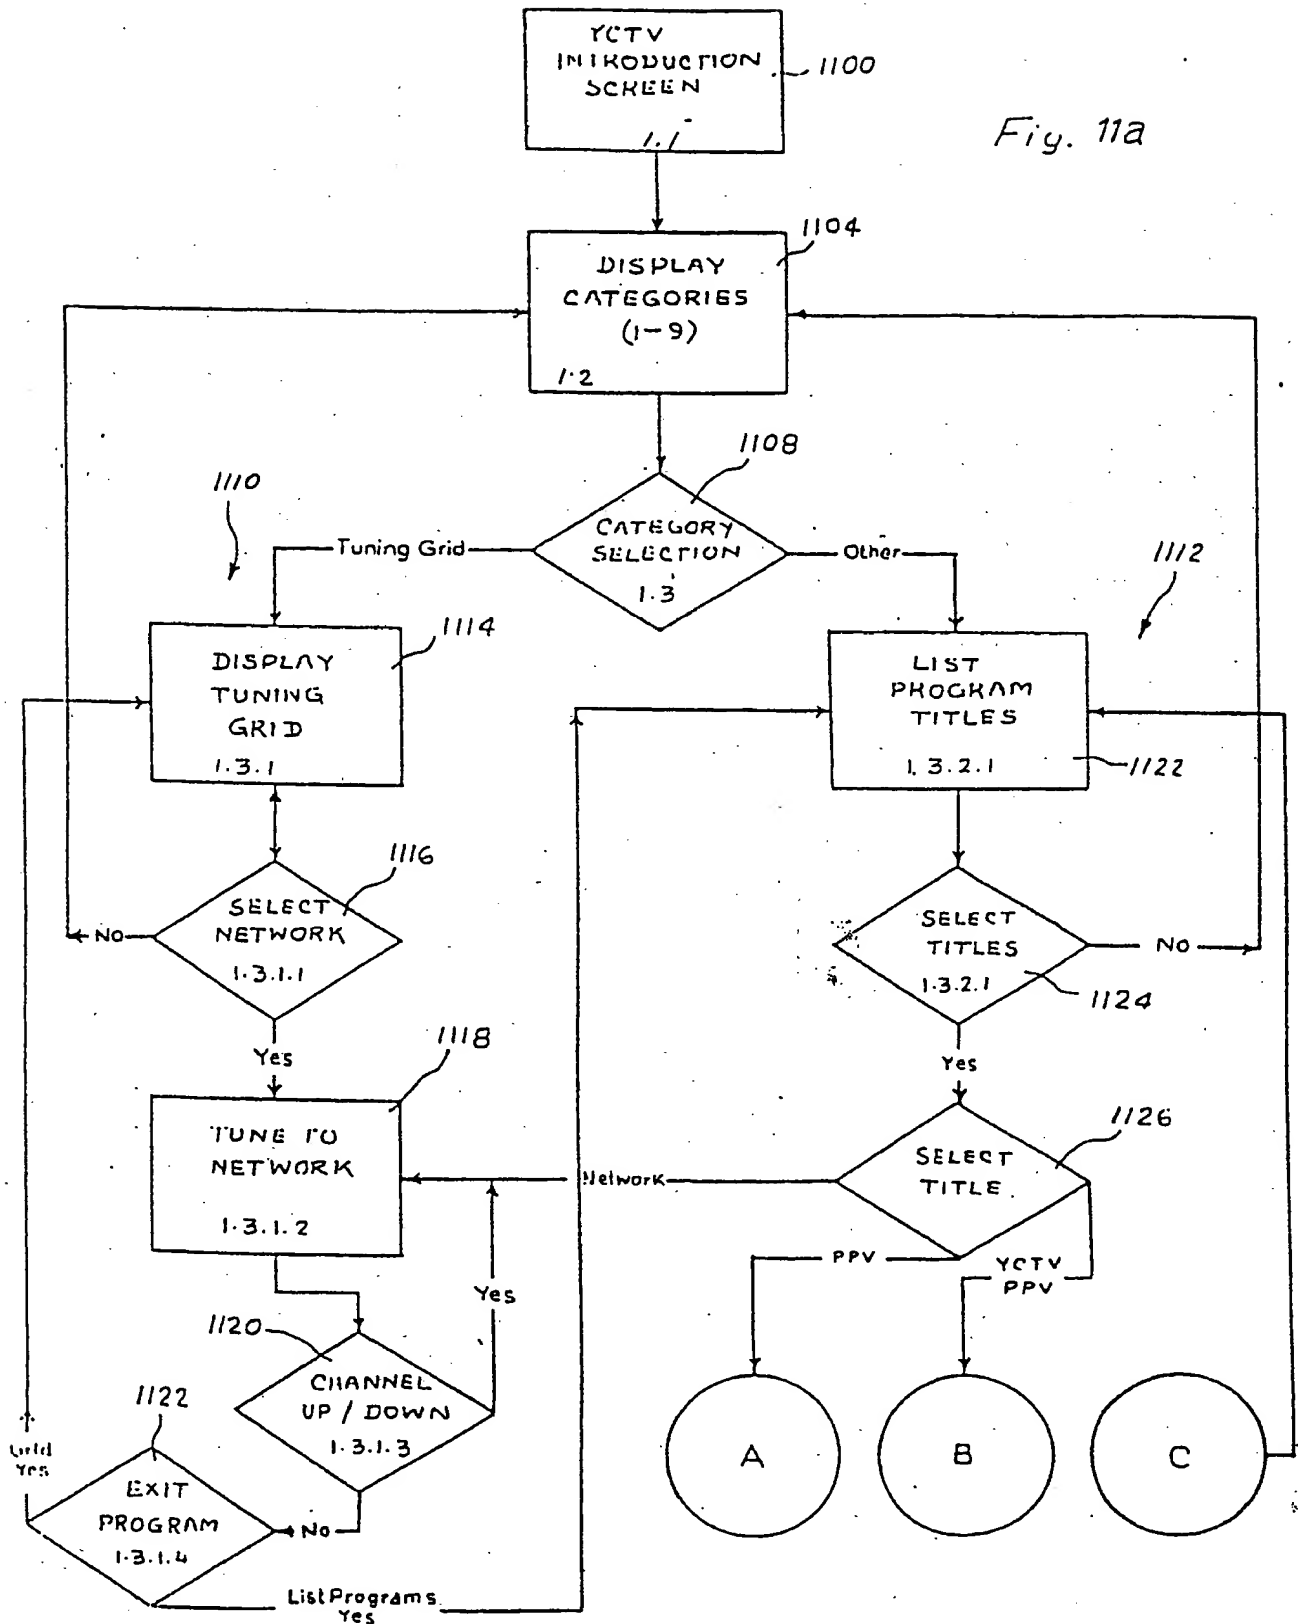 YCTV
INTRODUCTION
SCREEN
1.1
1100
Fig. 11a
1104
DISPLAY
CATEGORIES
(1-9)
1.2
1108
CATEGORY
SELECTION
1.3
Tuning Grid
Other
1110
1112
1114
DISPLAY
TUNING
GRID
1.3.1
LIST
PROGRAM
TITLES
1.3.2.1
1122
1116
SELECT
NETWORK
1.3.1.1
No
Yes
SELECT
TITLES
1.3.2.1
No
1124
Yes
1118
TUNE TO
NETWORK
1.3.1.2
Network
1126
SELECT
TITLE
PPV
YCTV
PPV
Yes
1120
CHANNEL
UP / DOWN
1.3.1.3
No
1122
EXIT
PROGRAM
1.3.1.4
Grid
Yes
List Programs
Yes
A
B
C